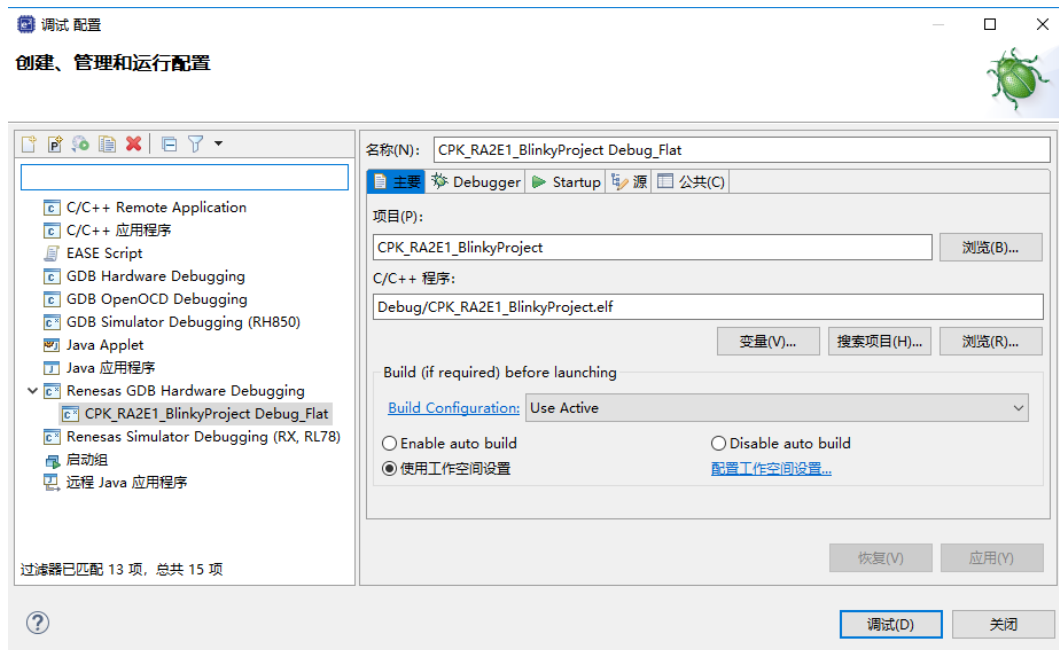 调试 配置
创建、管理和运行配置
名称(N): CPK_RA2E1_BlinkyProject Debug_Flat
主要 Debugger Startup 源 公共(C)
C/C++ Remote Application
C/C++ 应用程序
EASE Script
GDB Hardware Debugging
GDB OpenOCD Debugging
GDB Simulator Debugging (RH850)
Java Applet
Java 应用程序
Renesas GDB Hardware Debugging
CPK_RA2E1_BlinkyProject Debug_Flat
Renesas Simulator Debugging (RX, RL78)
启动组
远程 Java 应用程序
过滤器已匹配 13 项，总共 15 项
项目(P):
CPK_RA2E1_BlinkyProject 浏览(B)...
C/C++ 程序:
Debug/CPK_RA2E1_BlinkyProject.elf
变量(V)... 搜索项目(H)... 浏览(R)...
Build (if required) before launching
Build Configuration: Use Active
Enable auto build Disable auto build
使用工作空间设置 配置工作空间设置...
恢复(V) 应用(Y)
调试(D) 关闭